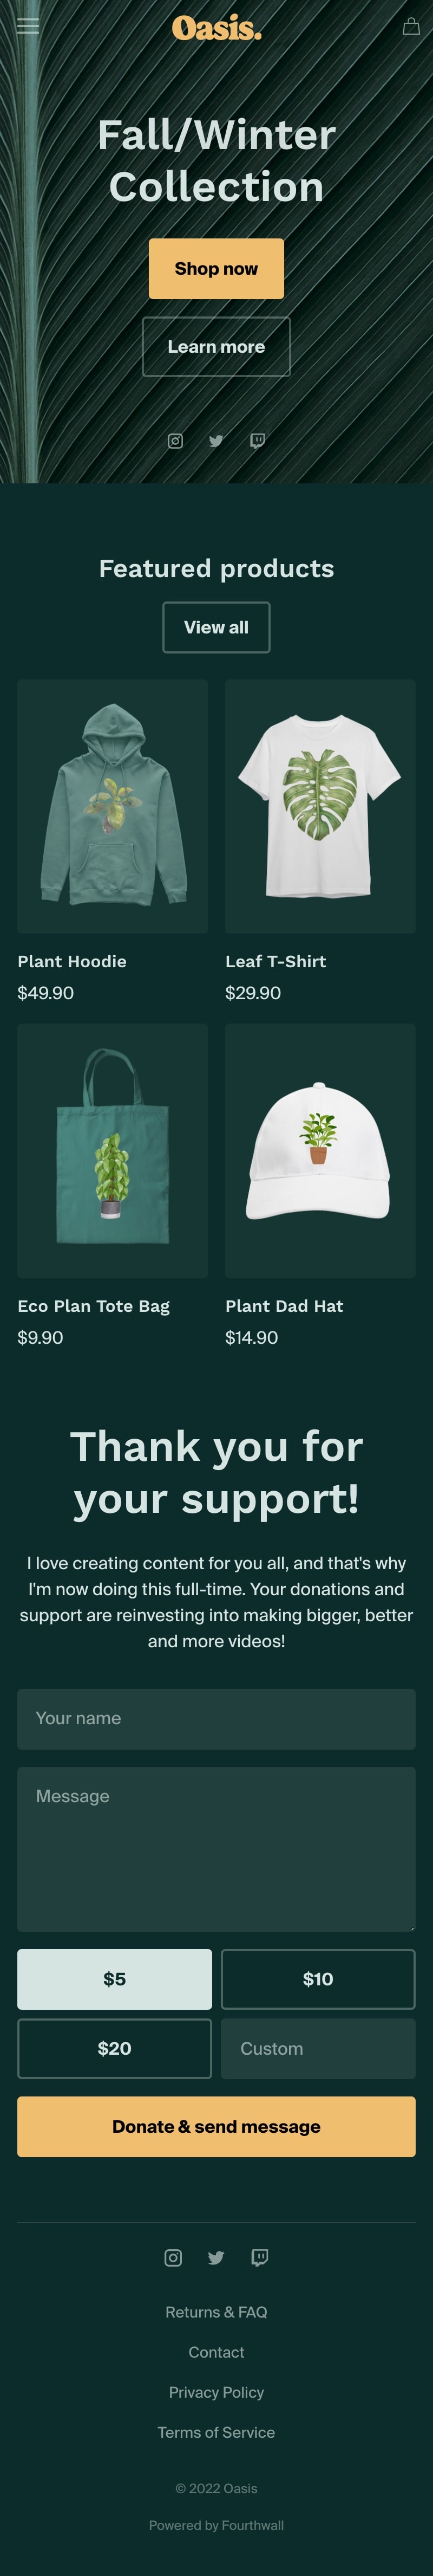 Oasis.
Fall/Winter
Collection
Shop now
Learn more
Featured products
View all
Plant Hoodie
$49.90
Leaf T-Shirt
$29.90
Eco Plan Tote Bag
$9.90
Plant Dad Hat
$14.90
Thank you for
your support!
I love creating content for you all, and that's why
I'm now doing this full-time. Your donations and
support are reinvesting into making bigger, better
and more videos!
Your name
Message
$5
$10
$20
Custom
Donate & send message
Returns & FAQ
Contact
Privacy Policy
Terms of Service
© 2022 Oasis
Powered by Fourthwall